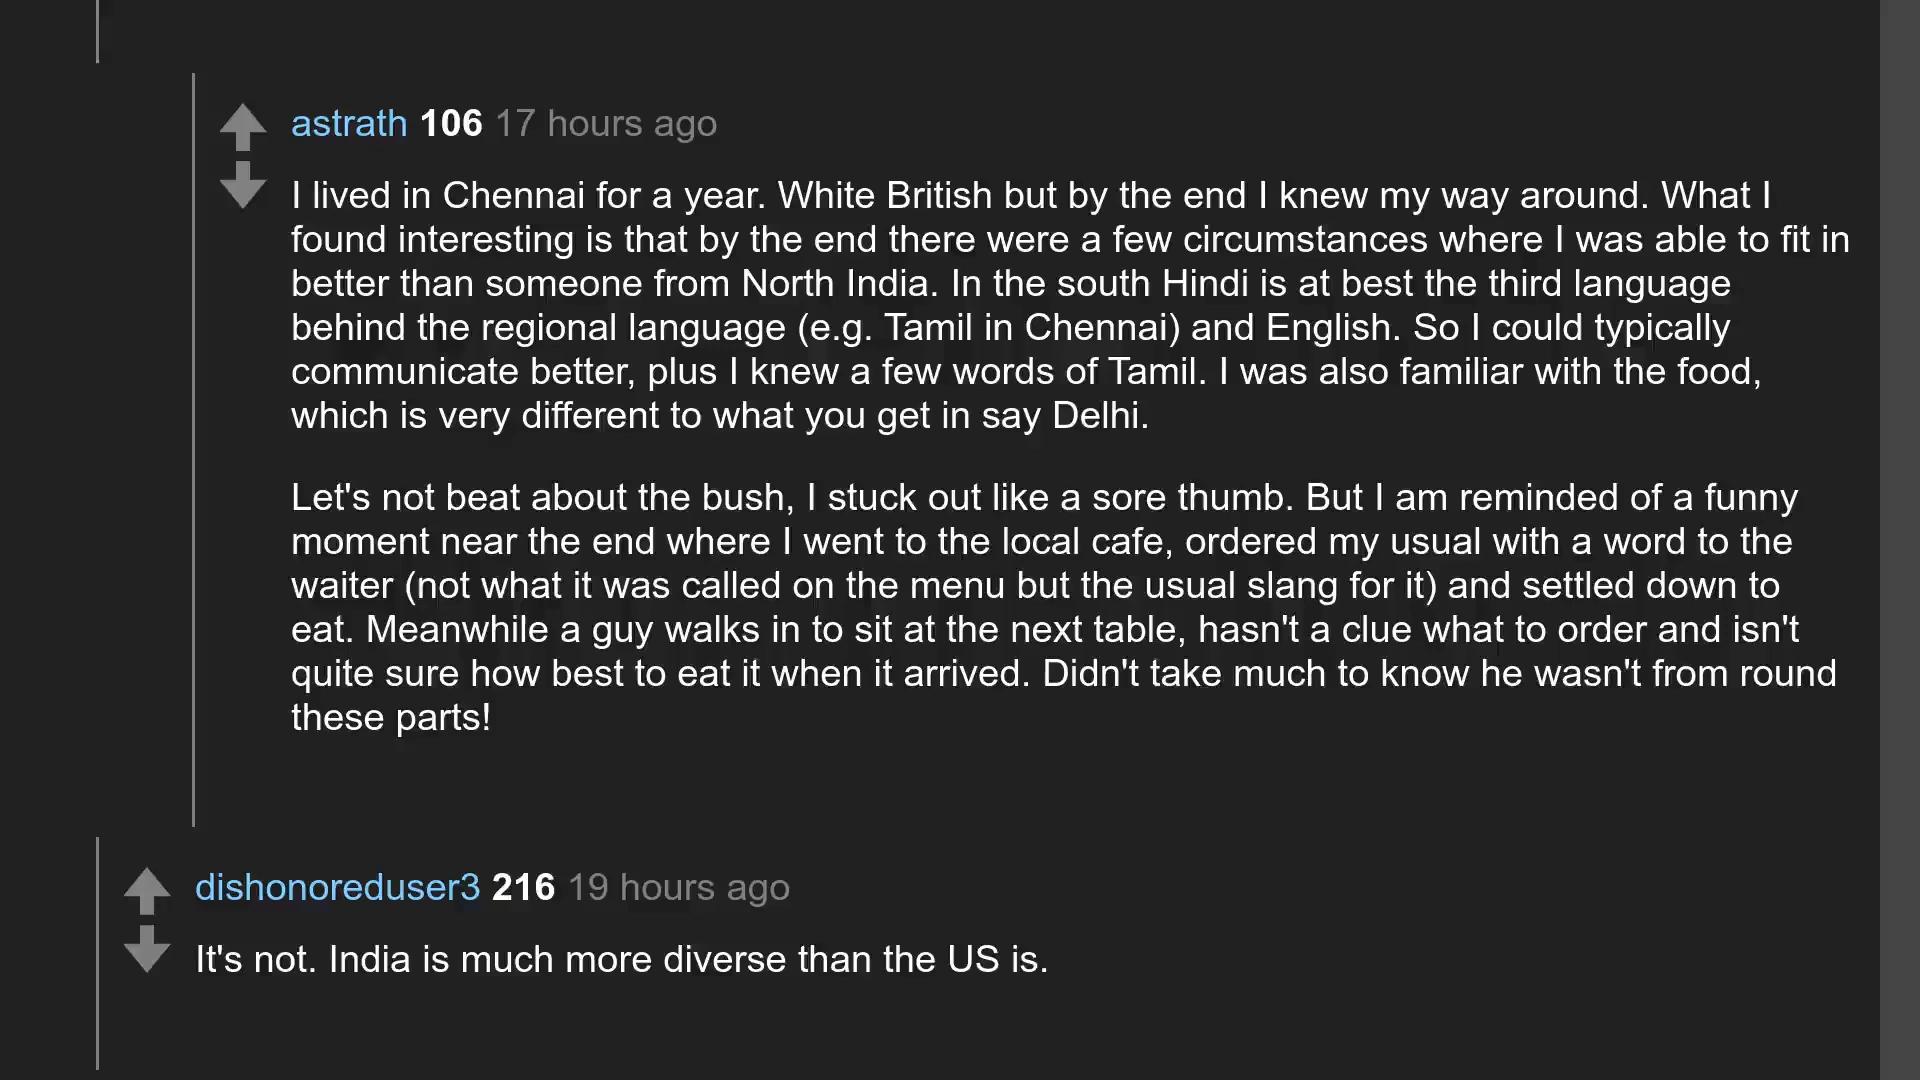 astrath 106 17 hours ago
I lived in Chennai for a year. White British but by the end I knew my way around. What I
found interesting is that by the end there were a few circumstances where I was able to fit in
better than someone from North India. In the south Hindi is at best the third language
behind the regional language (e.g. Tamil in Chennai) and English. So I could typically
communicate better, plus I knew a few words of Tamil. I was also familiar with the food,
which is very different to what you get in say Delhi.
Let's not beat about the bush, I stuck out like a sore thumb. But I am reminded of a funny
moment near the end where I went to the local cafe, ordered my usual with a word to the
waiter (not what it was called on the menu but the usual slang for it) and settled down to
eat. Meanwhile a guy walks in to sit at the next table, hasn't a clue what to order and isn't
quite sure how best to eat it when it arrived. Didn't take much to know he wasn't from round
these parts!
dishonoreduser3 216 19 hours ago
It's not. India is much more diverse than the US is.